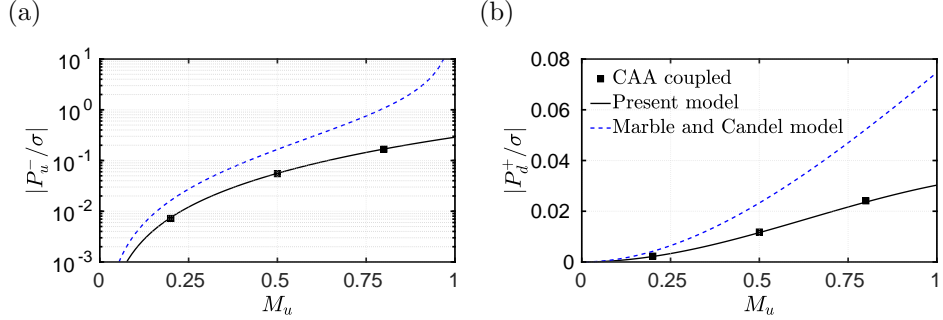 (a)
(b)
|P_u^-/σ|
10^1
10^0
10^-1
10^-2
10^-3
0 0.25 0.5 0.75 1
M_u
|P_d^+/σ|
0.08
0.06
0.04
0.02
0
CAA coupled
Present model
Marble and Candel model
0 0.25 0.5 0.75 1
M_u